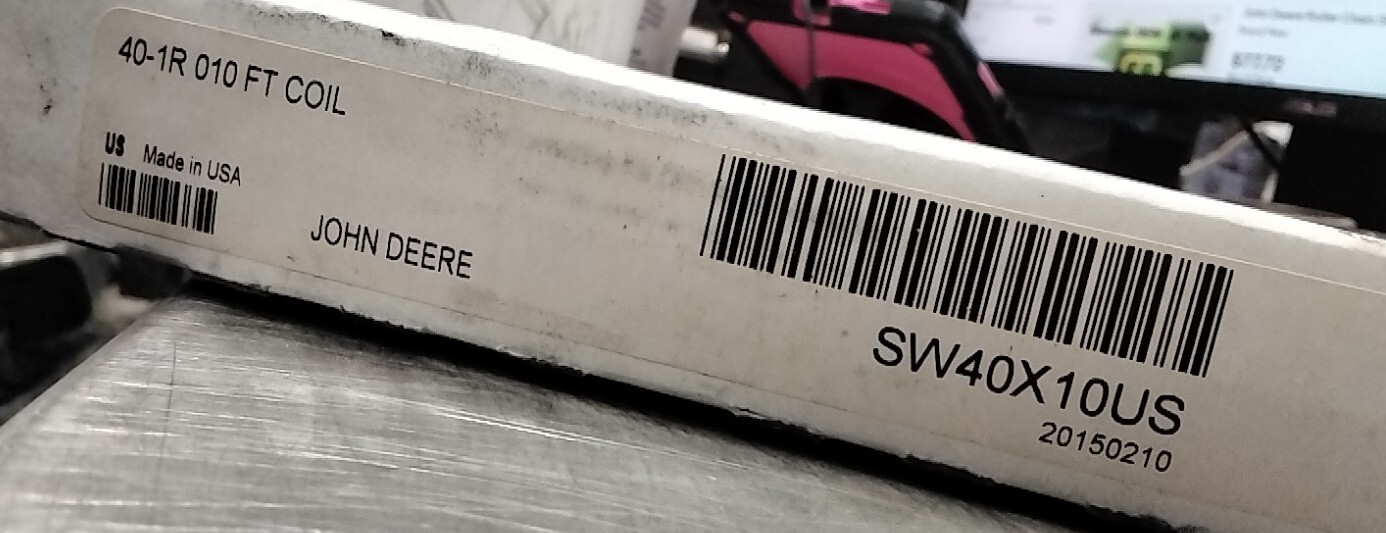 40-1R 010 FT COIL
US Made in USA
JOHN DEERE
SW40X10US
20150210